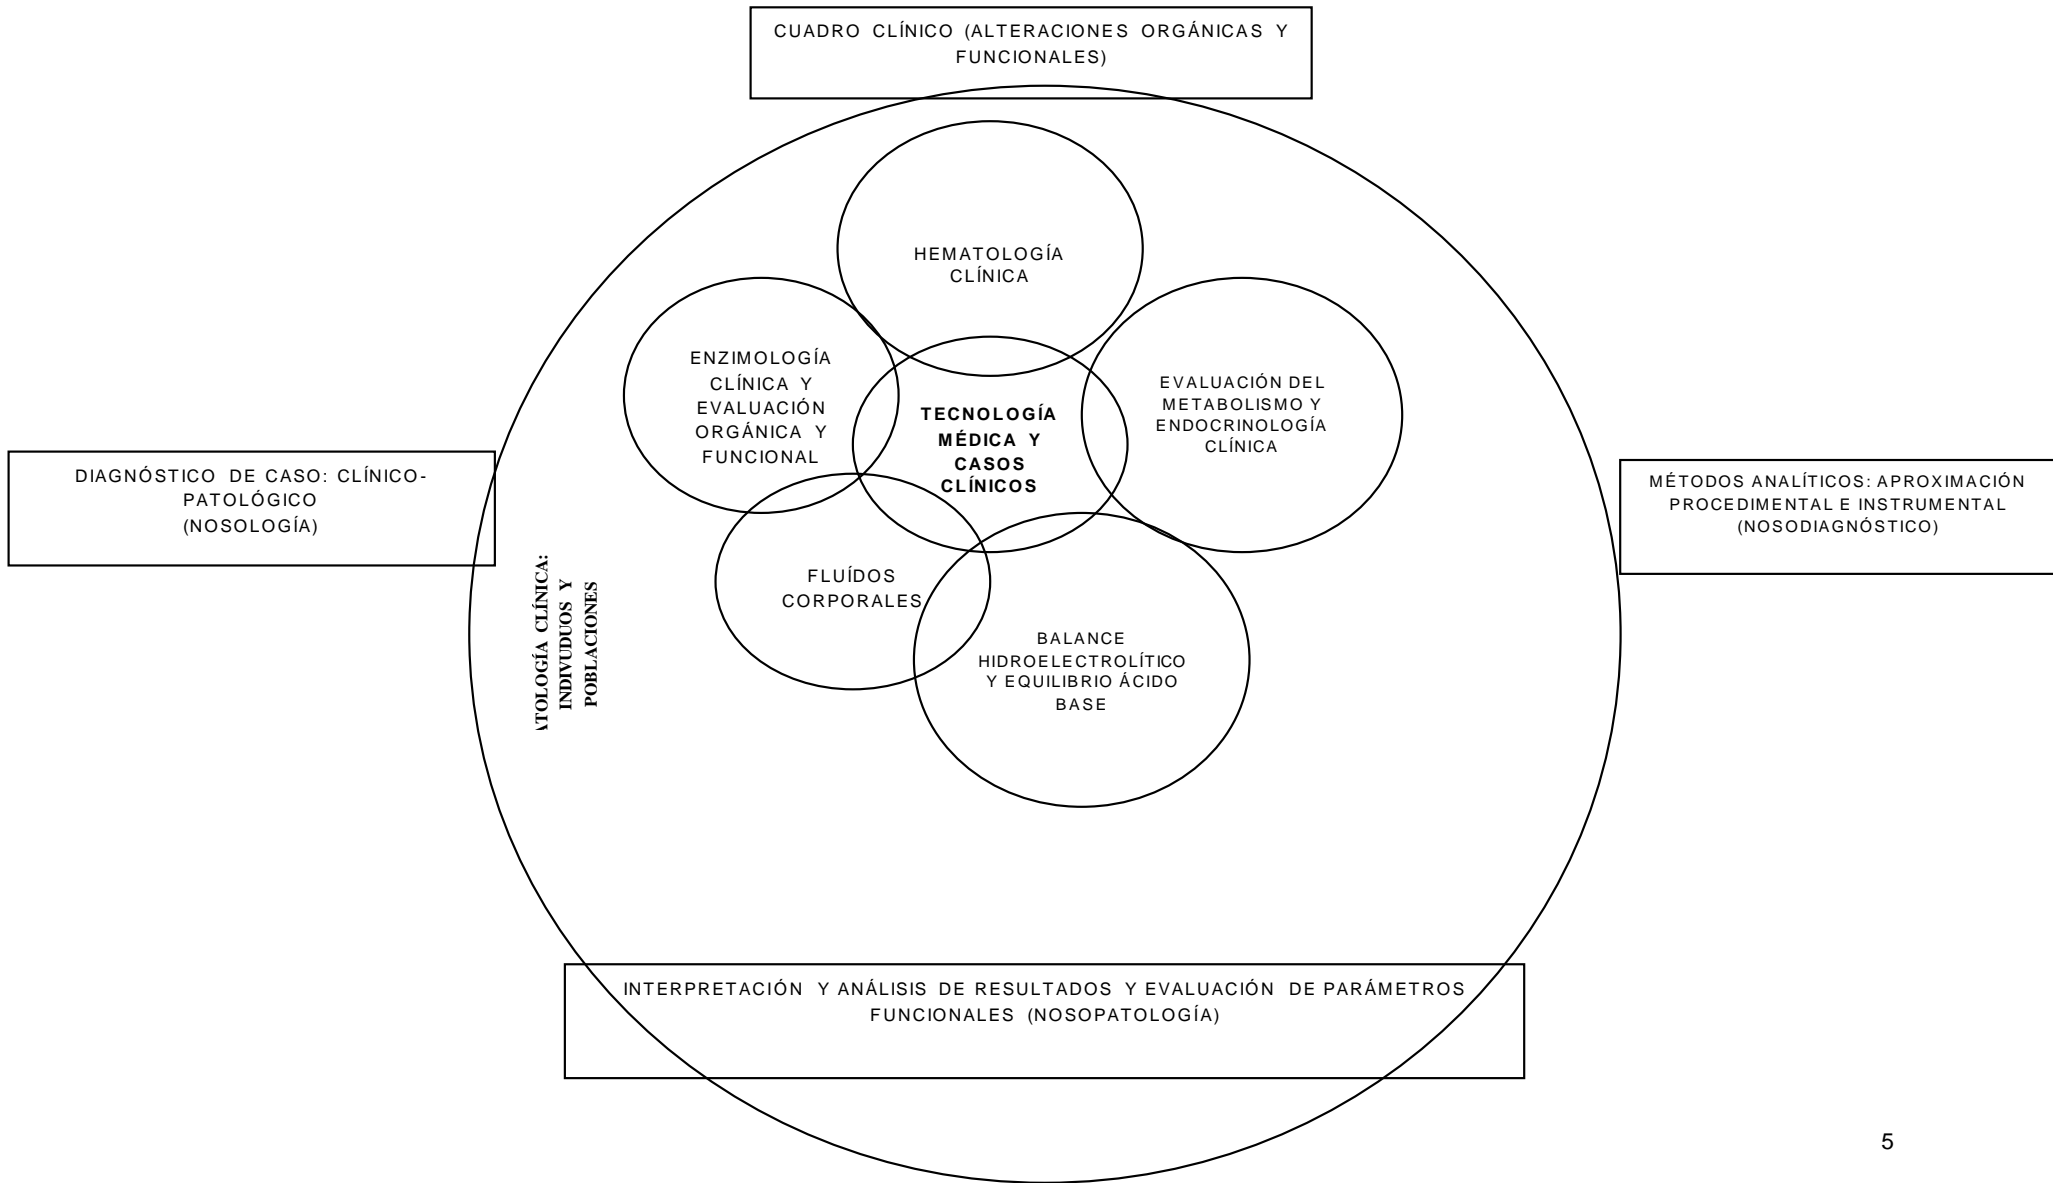 CUADRO CLÍNICO (ALTERACIONES ORGÁNICAS Y
FUNCIONALES)
HEMATOLOGÍA
CLÍNICA
ENZIMOLOGÍA
CLÍNICA Y
EVALUACIÓN
ORGÁNICA Y
FUNCIONAL
TECNOLOGÍA
MÉDICA Y
CASOS
CLÍNICOS
EVALUACIÓN DEL
METABOLISMO Y
ENDOCRINOLOGÍA
CLÍNICA
DIAGNÓSTICO DE CASO: CLÍNICO-
PATOLÓGICO
(NOSOLOGÍA)
MÉTODOS ANALÍTICOS: APROXIMACIÓN
PROCEDIMENTAL E INSTRUMENTAL
(NOSODIAGNÓSTICO)
ATOLOGÍA CLÍNICA:
INDIVUDUOS Y
POBLACIONES
FLUÍDOS
CORPORALES
BALANCE
HIDROELECTROLÍTICO
Y EQUILIBRIO ÁCIDO
BASE
INTERPRETACIÓN Y ANÁLISIS DE RESULTADOS Y EVALUACIÓN DE PARÁMETROS
FUNCIONALES (NOSOPATOLOGÍA)
5